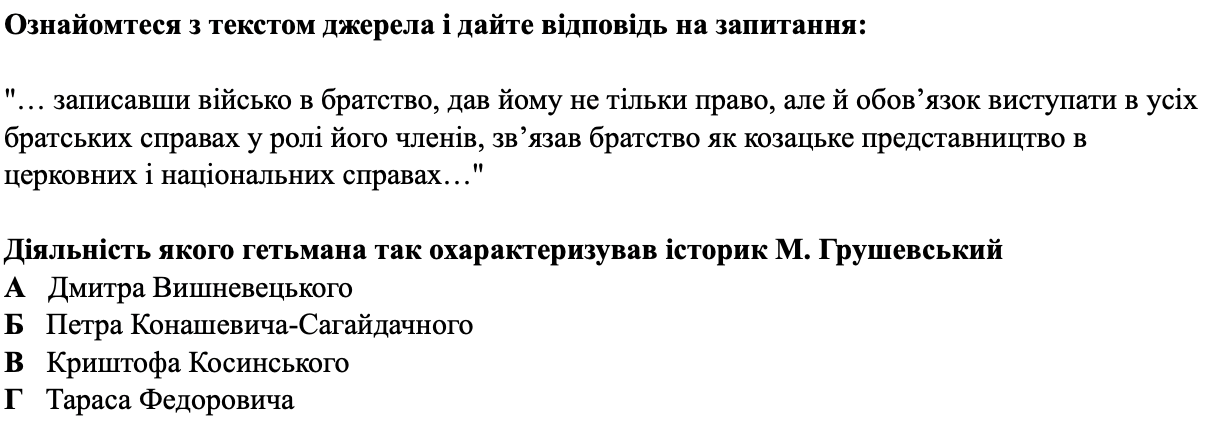 Ознайомтеся з текстом джерела і дайте відповідь на запитання:
"… записавши військо в братство, дав йому не тільки право, але й обов’язок виступати в усіх
братських справах у ролі його членів, зв’язав братство як козацьке представництво в
церковних і національних справах…"
Діяльність якого гетьмана так охарактеризував історик М. Грушевський
А Дмитра Вишневецького
Б Петра Конашевича-Сагайдачного
В Криштофа Косинського
Г Тараса Федоровича